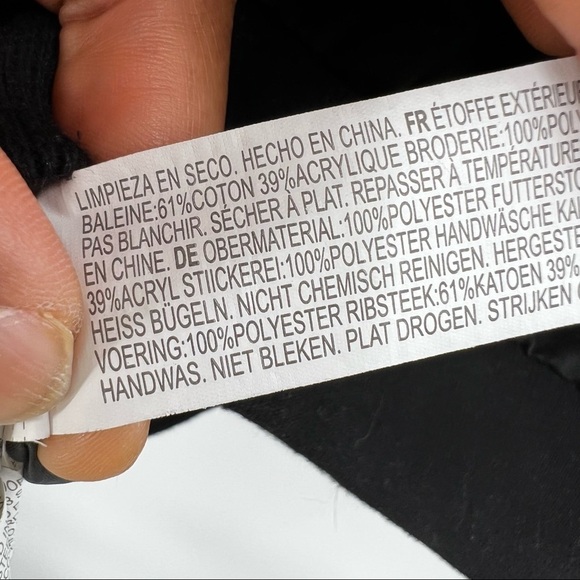 LIMPIEZA EN SECO. HECHO EN CHINA. FR ÉTOFFE EXTÉRIEU
BALEINE:61%COTON 39%ACRYLIQUE BRODERIE:100%POLY
PAS BLANCHIR. SÉCHER À PLAT. REPASSER À TEMPÉRATURE
EN CHINE. DE OBERMATERIAL:100%POLYESTER FUTTERSTO
39%ACRYL STIICKEREI:100%POLYESTER HANDWÄSCHE KA
HEISS BÜGELN. NICHT CHEMISCH REINIGEN. HERGESTE
VOERING:100%POLYESTER RIBSTEEK:61%KATOEN 39%
HANDWAS. NIET BLEKEN. PLAT DROGEN. STRIJKEN